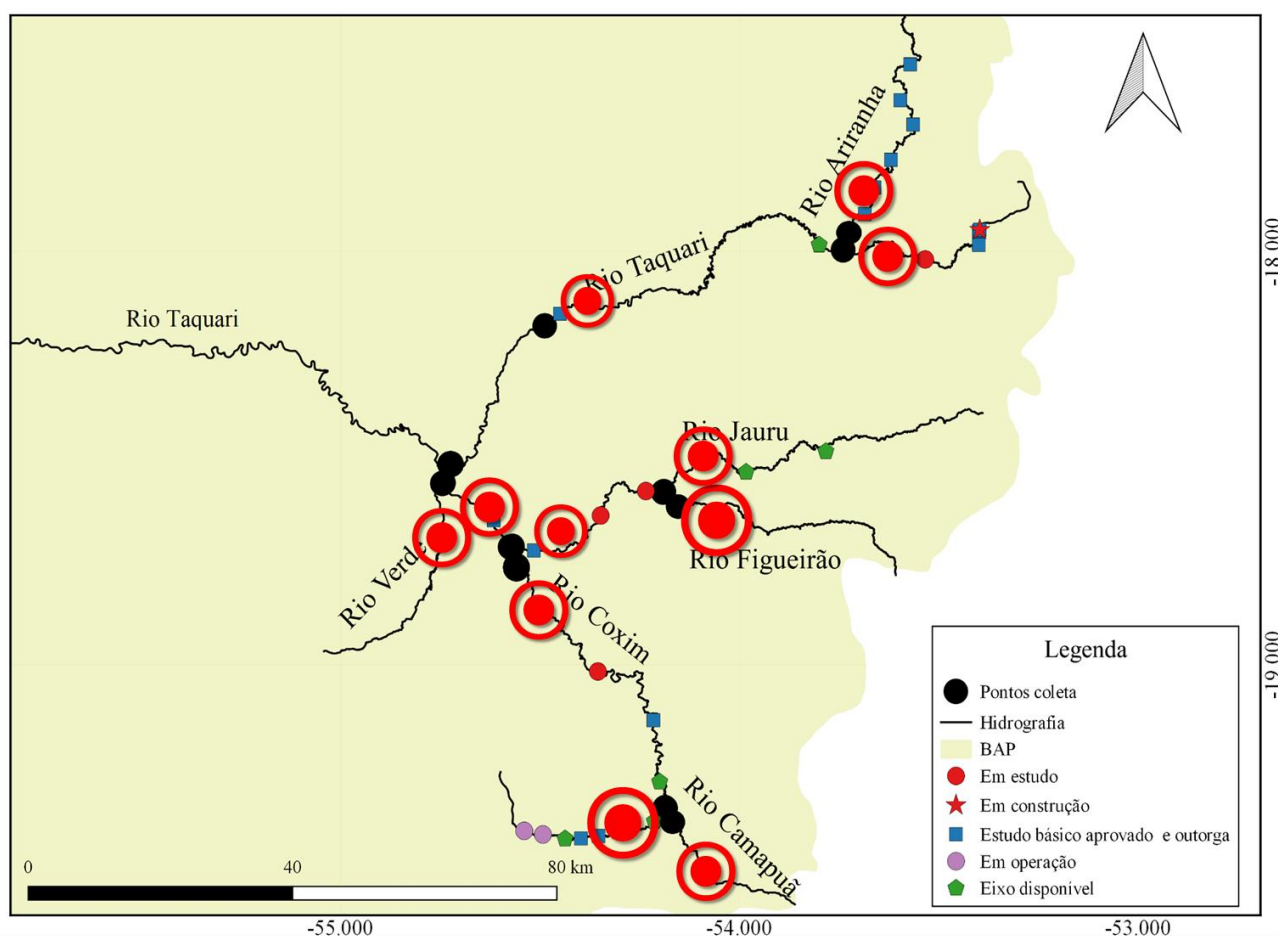 Rio Ariranha
-18.000
Rio Taquari
Rio Taquari
Rio Jauru
Rio Figueirão
Rio Verde
Rio Coxim
-19.000
Rio Camapuã
Legenda
Pontos coleta
Hidrografia
BAP
Em estudo
Em construção
Estudo básico aprovado e outorga
Em operação
Eixo disponível
0 40 80 km
-55.000 -54.000 -53.000